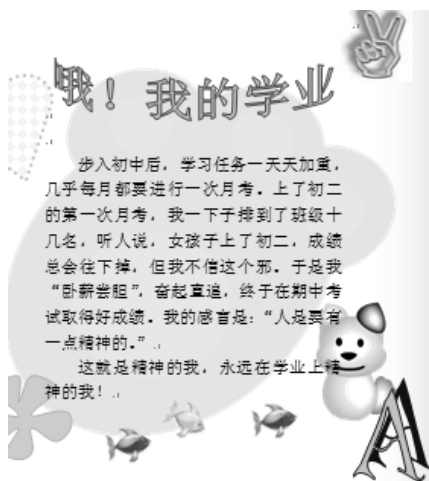 哦！我的学业
步入初中后，学习任务一天天加重，
几乎每月都要进行一次月考。上了初二
的第一次月考，我一下子排到了班级十
几名，听人说，女孩子上了初二，成绩
总会往下掉，但我不信这个邪。于是我
“卧薪尝胆”，奋起直追，终于在期中考
试取得好成绩。我的感言是：“人是要有
一点精神的。”
这就是精神的我，永远在学业上精
神的我！
A